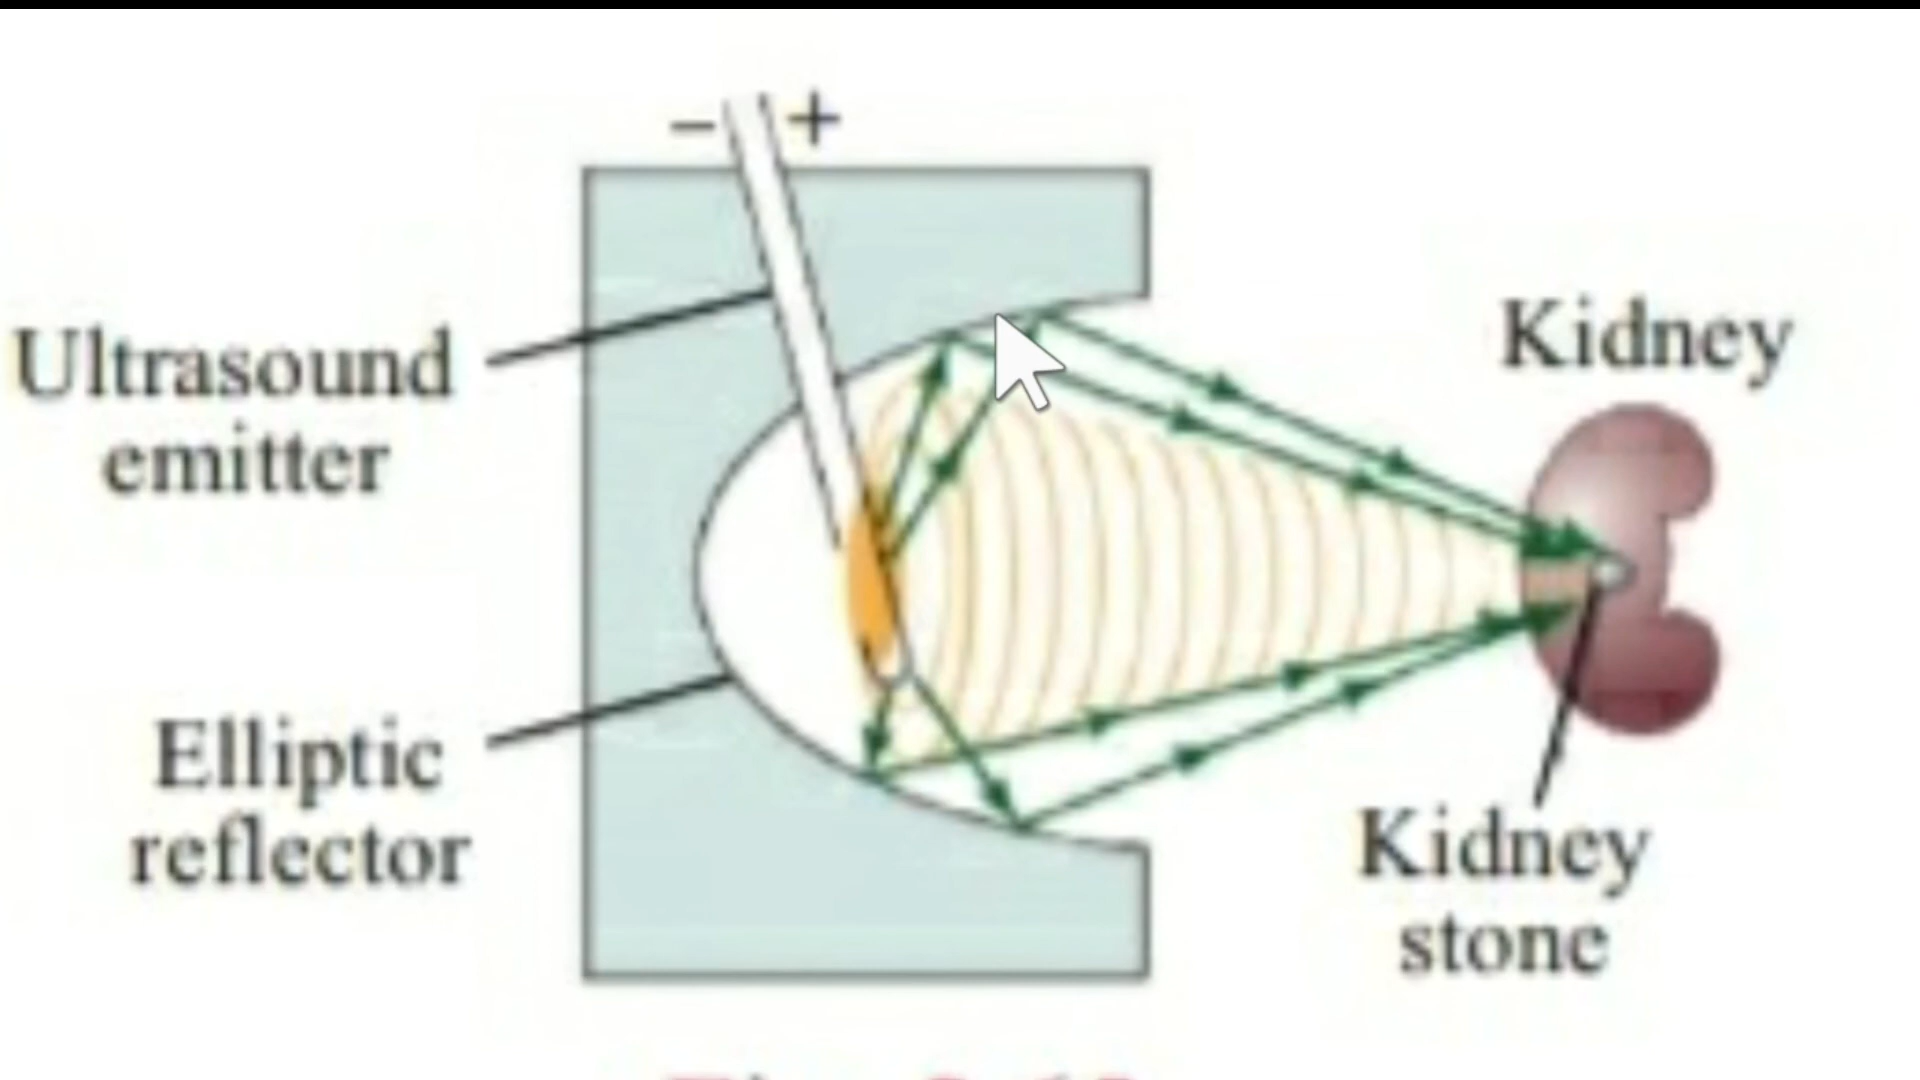 − +
Ultrasound
emitter
Kidney
Elliptic
reflector
Kidney
stone